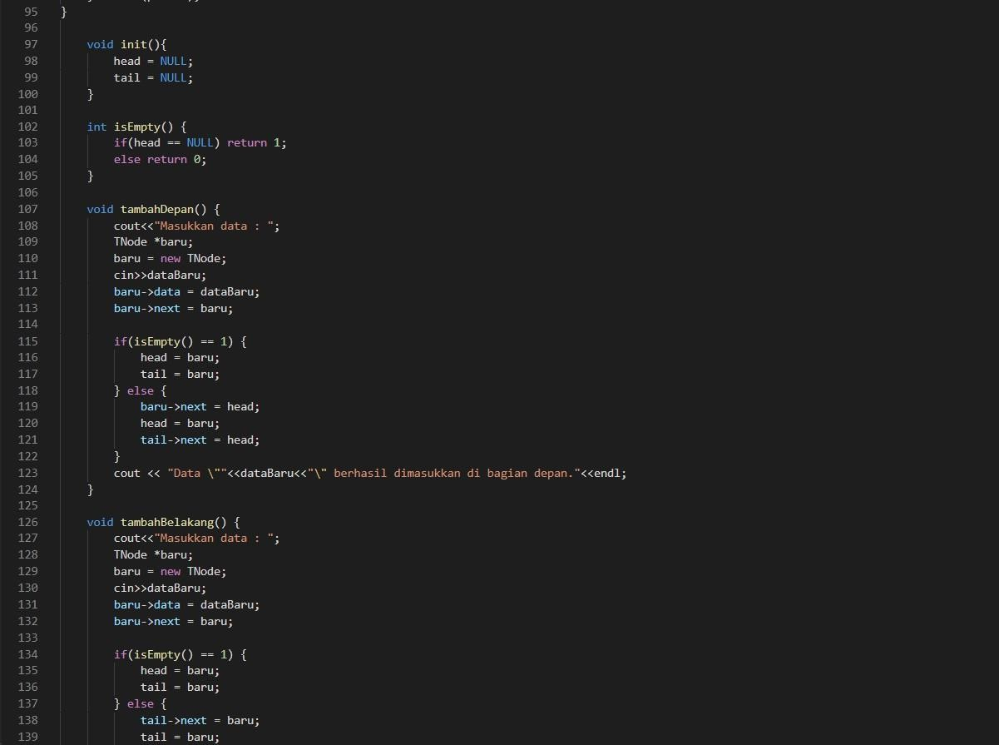 95 }
96
97 void init(){
98 head = NULL;
99 tail = NULL;
100 }
101
102 int isEmpty() {
103 if(head == NULL) return 1;
104 else return 0;
105 }
106
107 void tambahDepan() {
108 cout<<"Masukkan data : ";
109 TNode *baru;
110 baru = new TNode;
111 cin>>dataBaru;
112 baru->data = dataBaru;
113 baru->next = baru;
114
115 if(isEmpty() == 1) {
116 head = baru;
117 tail = baru;
118 } else {
119 baru->next = head;
120 head = baru;
121 tail->next = head;
122 }
123 cout << "Data \""<<dataBaru<<"\" berhasil dimasukkan di bagian depan."<<endl;
124 }
125
126 void tambahBelakang() {
127 cout<<"Masukkan data : ";
128 TNode *baru;
129 baru = new TNode;
130 cin>>dataBaru;
131 baru->data = dataBaru;
132 baru->next = baru;
133
134 if(isEmpty() == 1) {
135 head = baru;
136 tail = baru;
137 } else {
138 tail->next = baru;
139 tail = baru;